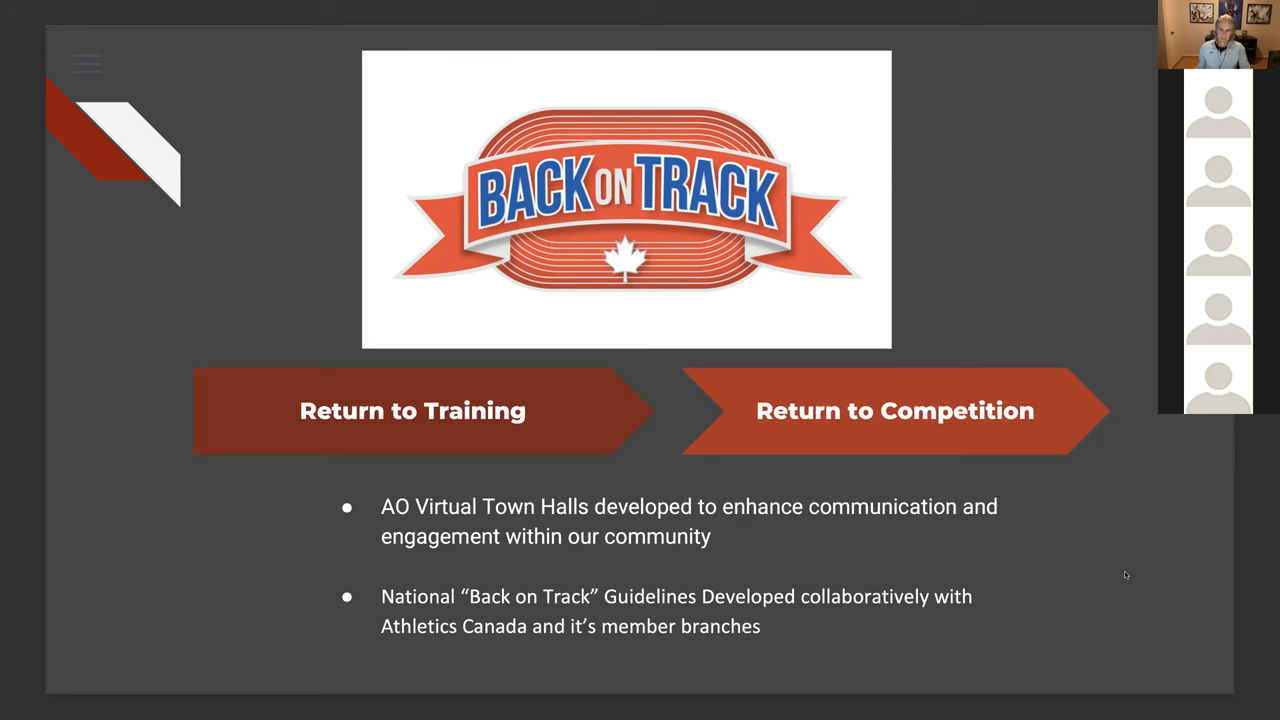 BACK ON TRACK
Return to Training
Return to Competition
● AO Virtual Town Halls developed to enhance communication and
engagement within our community
● National “Back on Track” Guidelines Developed collaboratively with
Athletics Canada and it’s member branches